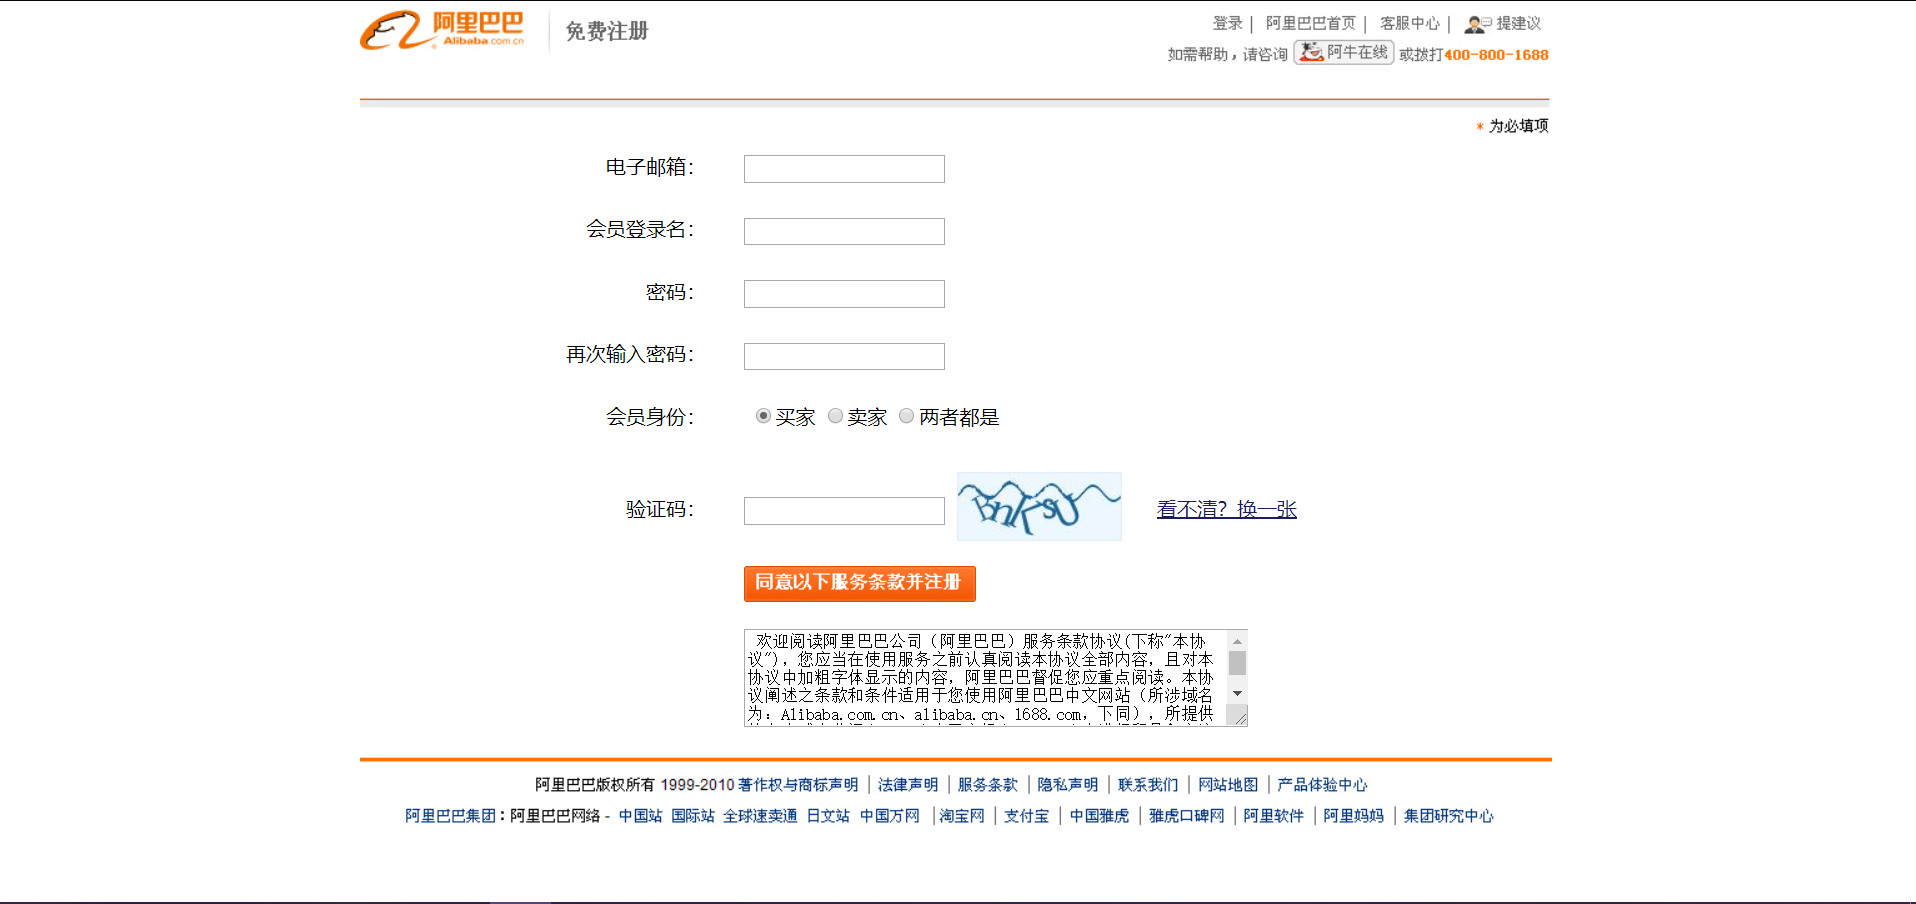 阿里巴巴
Alibaba.com.cn
免费注册
登录 | 阿里巴巴首页 | 客服中心 | 提建议
如需帮助，请咨询 阿牛在线 或拨打400-800-1688
* 为必填项
电子邮箱：
会员登录名：
密码：
再次输入密码：
会员身份： 买家 卖家 两者都是
验证码： BnKSU 看不清？换一张
同意以下服务条款并注册
欢迎阅读阿里巴巴公司（阿里巴巴）服务条款协议(下称"本协
议")，您应当在使用服务之前认真阅读本协议全部内容，且对本
协议中加粗字体显示的内容，阿里巴巴督促您应重点阅读。本协
议阐述之条款和条件适用于您使用阿里巴巴中文网站（所涉域名
为：Alibaba.com.cn、alibaba.cn、1688.com，下同），所提供
阿里巴巴版权所有 1999-2010 著作权与商标声明 | 法律声明 | 服务条款 | 隐私声明 | 联系我们 | 网站地图 | 产品体验中心
阿里巴巴集团：阿里巴巴网络 - 中国站 国际站 全球速卖通 日文站 中国万网 | 淘宝网 | 支付宝 | 中国雅虎 | 雅虎口碑网 | 阿里软件 | 阿里妈妈 | 集团研究中心